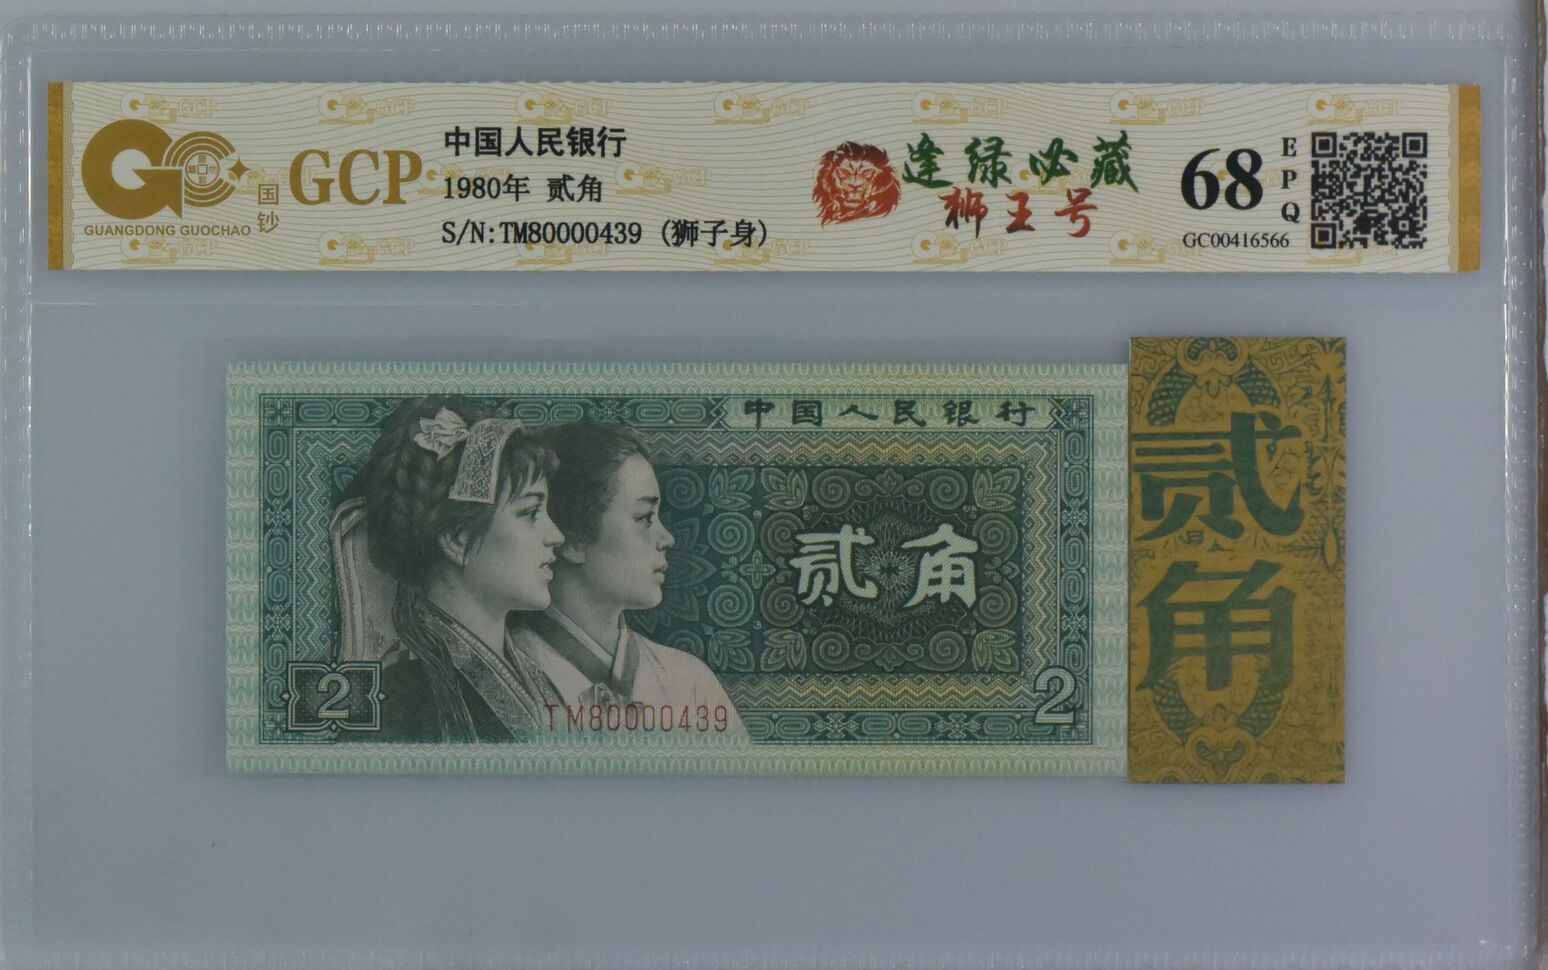 GUANGDONG GUOCHAO
国钞
GCP
中国人民银行
1980年 贰角
S/N:TM80000439 (狮子身)
逢绿必藏
狮王号
68
EPQ
GC00416566
中国人民银行
贰角
2
TM80000439
2
贰角